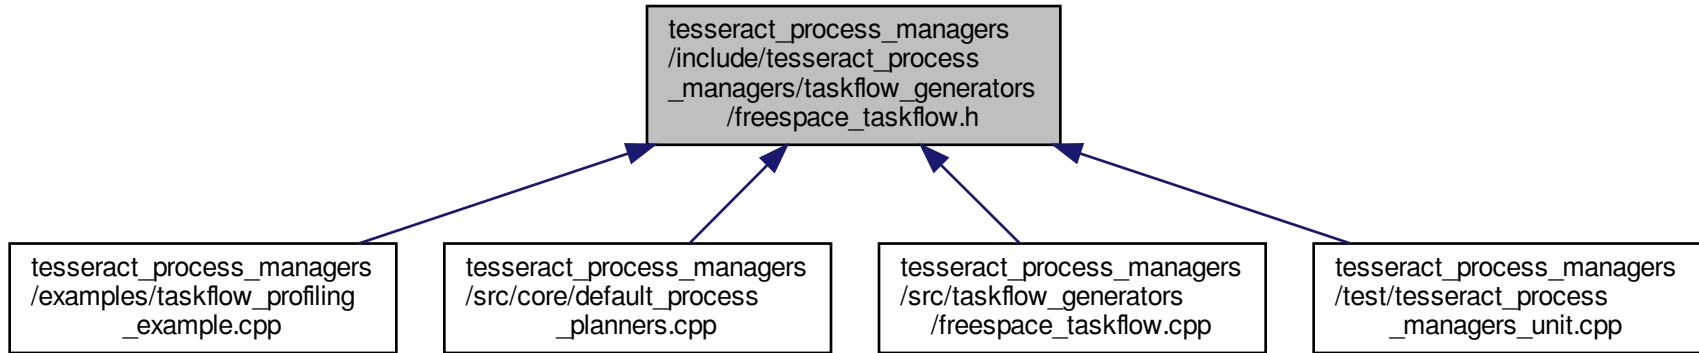 tesseract_process_managers
/include/tesseract_process
_managers/taskflow_generators
/freespace_taskflow.h
tesseract_process_managers
/examples/taskflow_profiling
_example.cpp
tesseract_process_managers
/src/core/default_process
_planners.cpp
tesseract_process_managers
/src/taskflow_generators
/freespace_taskflow.cpp
tesseract_process_managers
/test/tesseract_process
_managers_unit.cpp